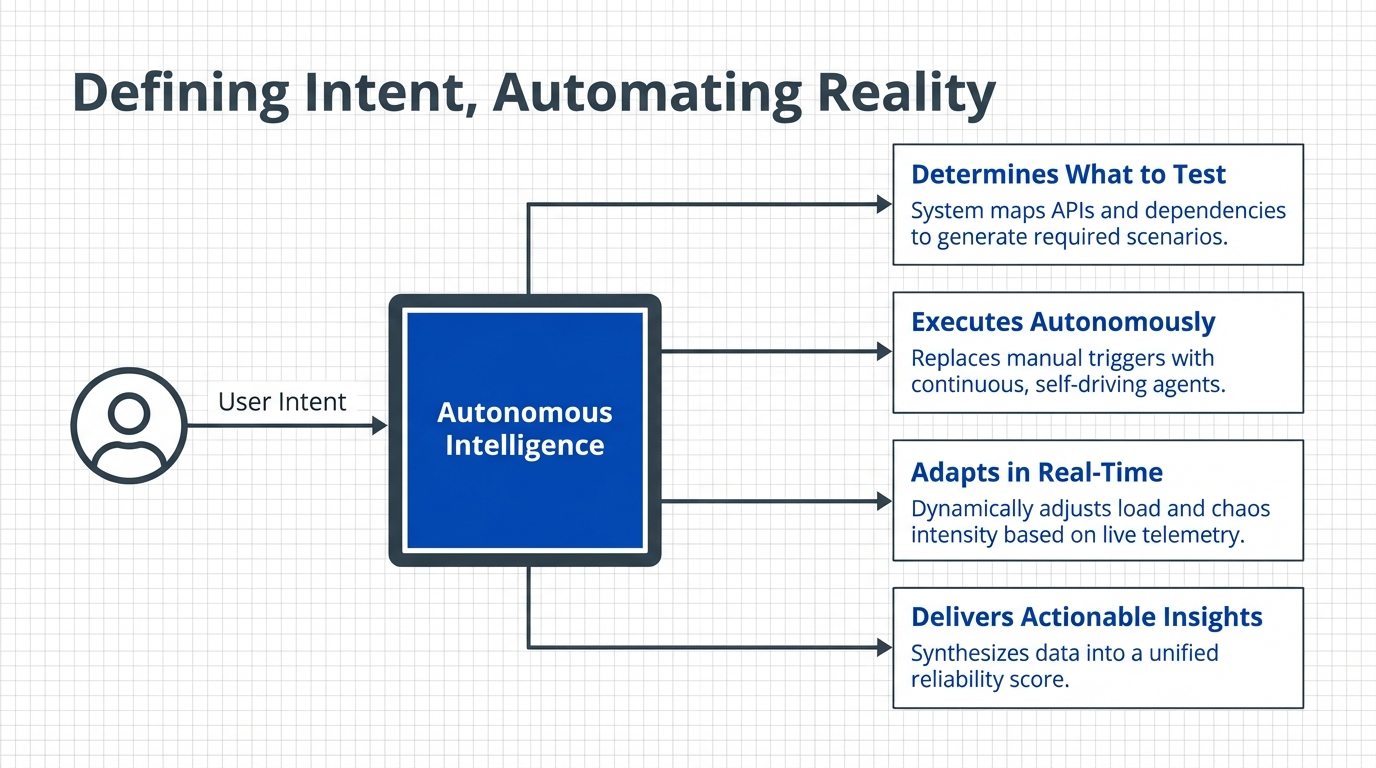 Defining Intent, Automating Reality
User Intent
Autonomous
Intelligence
Determines What to Test
System maps APIs and dependencies
to generate required scenarios.
Executes Autonomously
Replaces manual triggers with
continuous, self-driving agents.
Adapts in Real-Time
Dynamically adjusts load and chaos
intensity based on live telemetry.
Delivers Actionable Insights
Synthesizes data into a unified
reliability score.